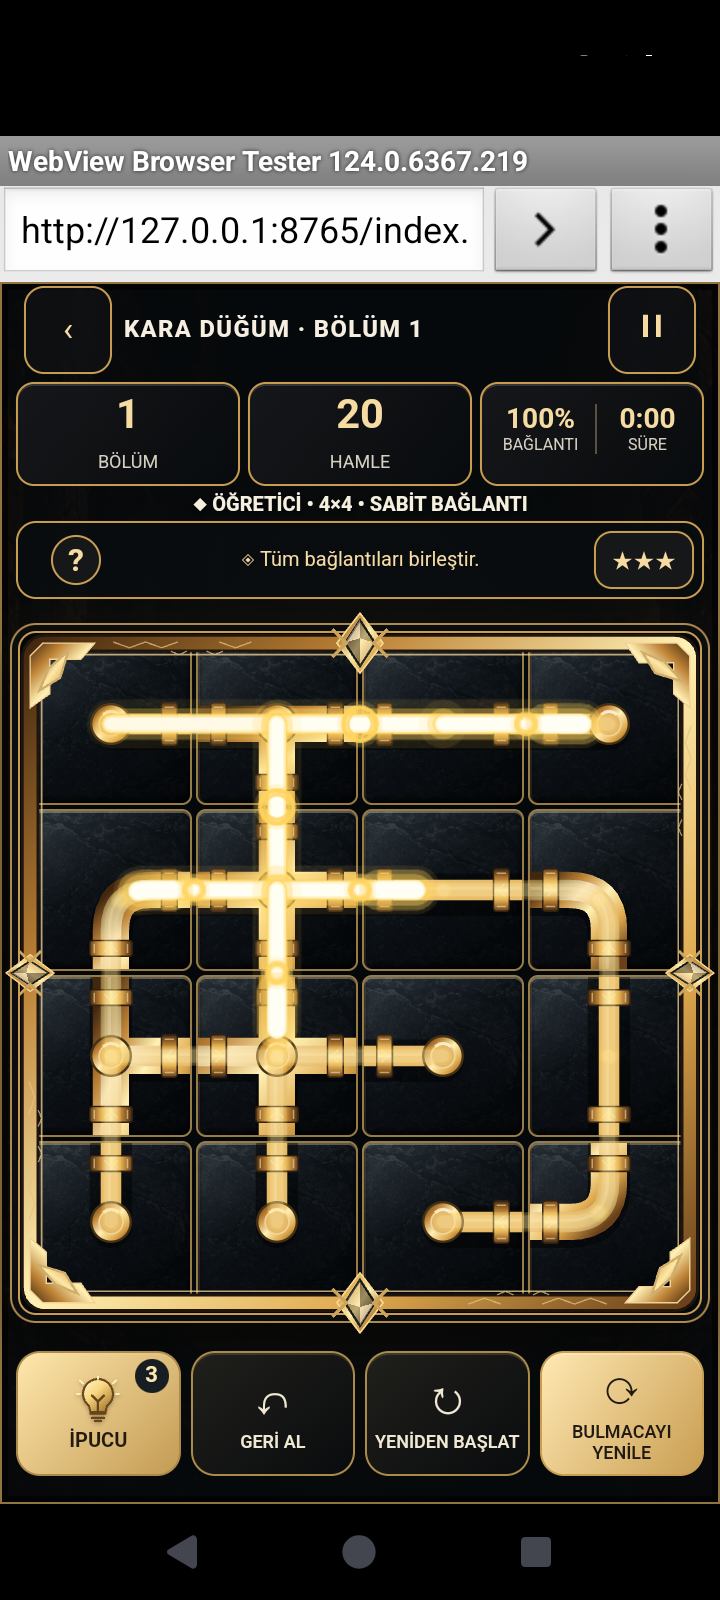 WebView Browser Tester 124.0.6367.219
http://127.0.0.1:8765/index.
KARA DÜĞÜM · BÖLÜM 1
1
BÖLÜM
20
HAMLE
100%
BAĞLANTI
0:00
SÜRE
◆ ÖĞRETİCİ • 4×4 • SABİT BAĞLANTI
?
◈ Tüm bağlantıları birleştir.
★★★
3
İPUCU
GERİ AL
YENİDEN BAŞLAT
BULMACAYI
YENİLE